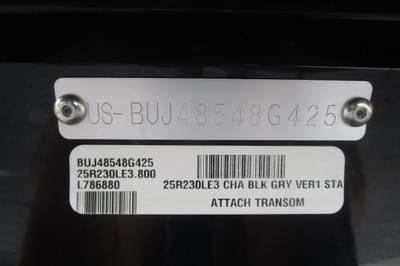 US-BUJ48548G425
BUJ48548G425
25R230LE3.800
L786880
25R230LE3 CHA BLK GRY VER1 STA
ATTACH TRANSOM